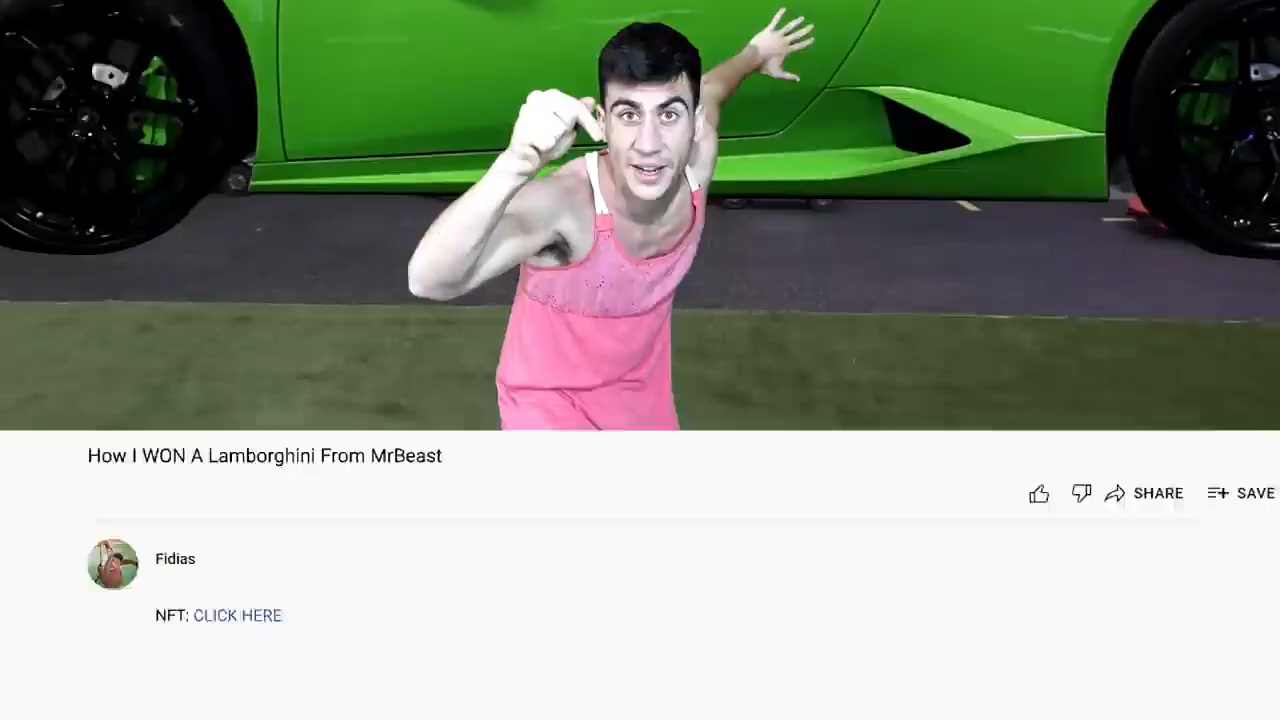 How I WON A Lamborghini From MrBeast
SHARE SAVE
Fidias
NFT: CLICK HERE